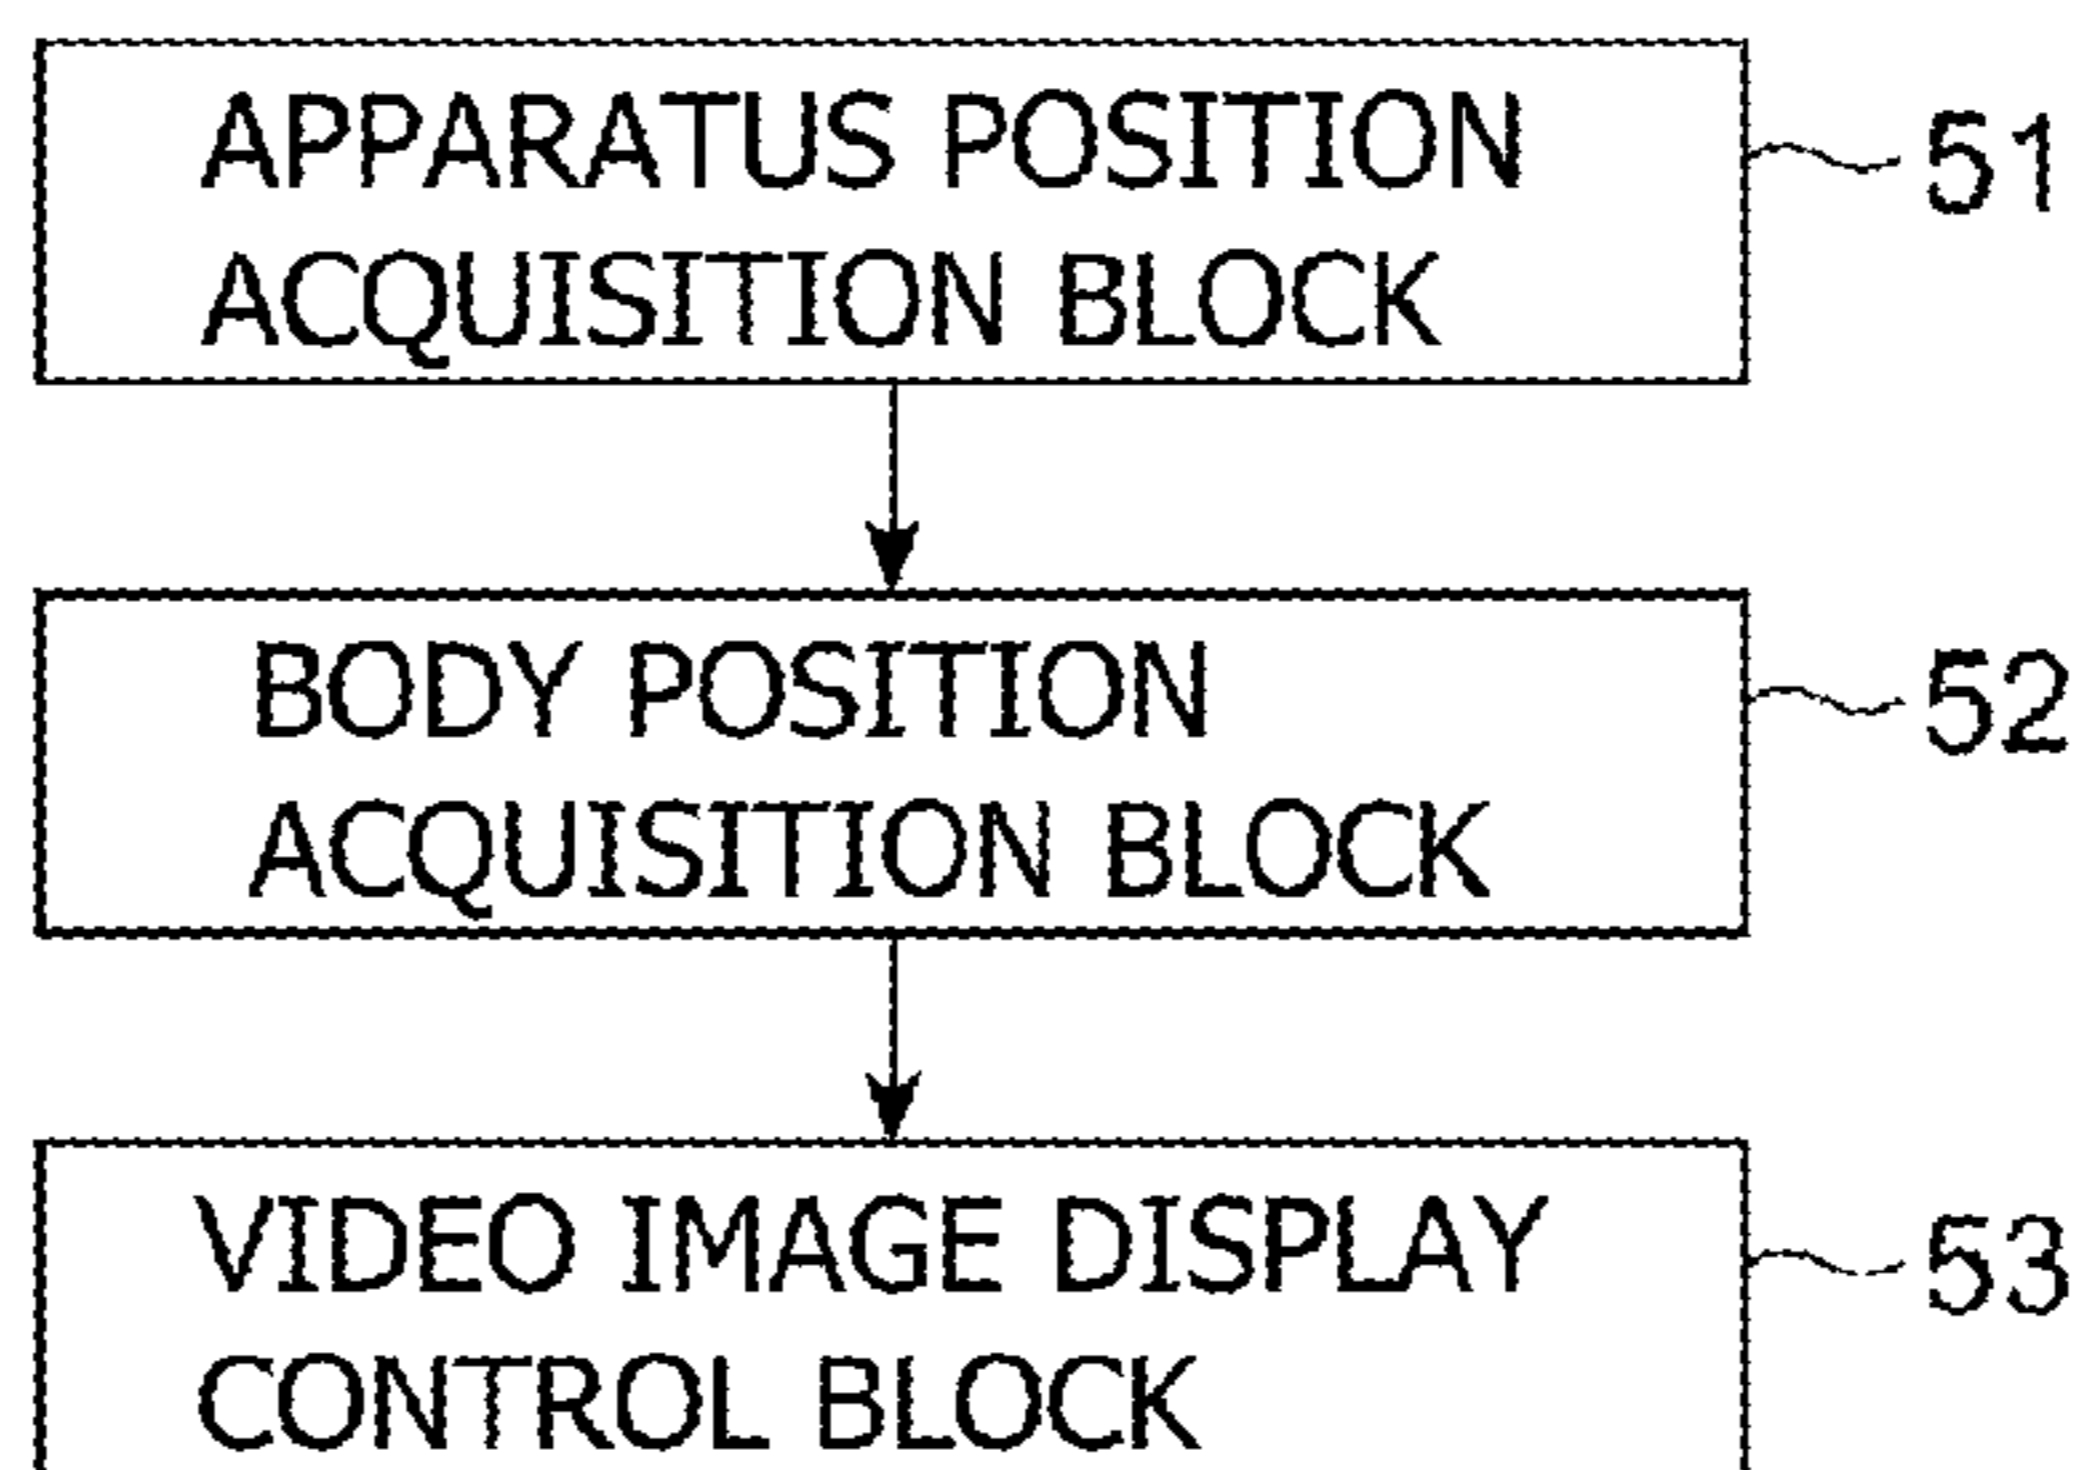 APPARATUS POSITION
ACQUISITION BLOCK
51
BODY POSITION
ACQUISITION BLOCK
52
VIDEO IMAGE DISPLAY
CONTROL BLOCK
53